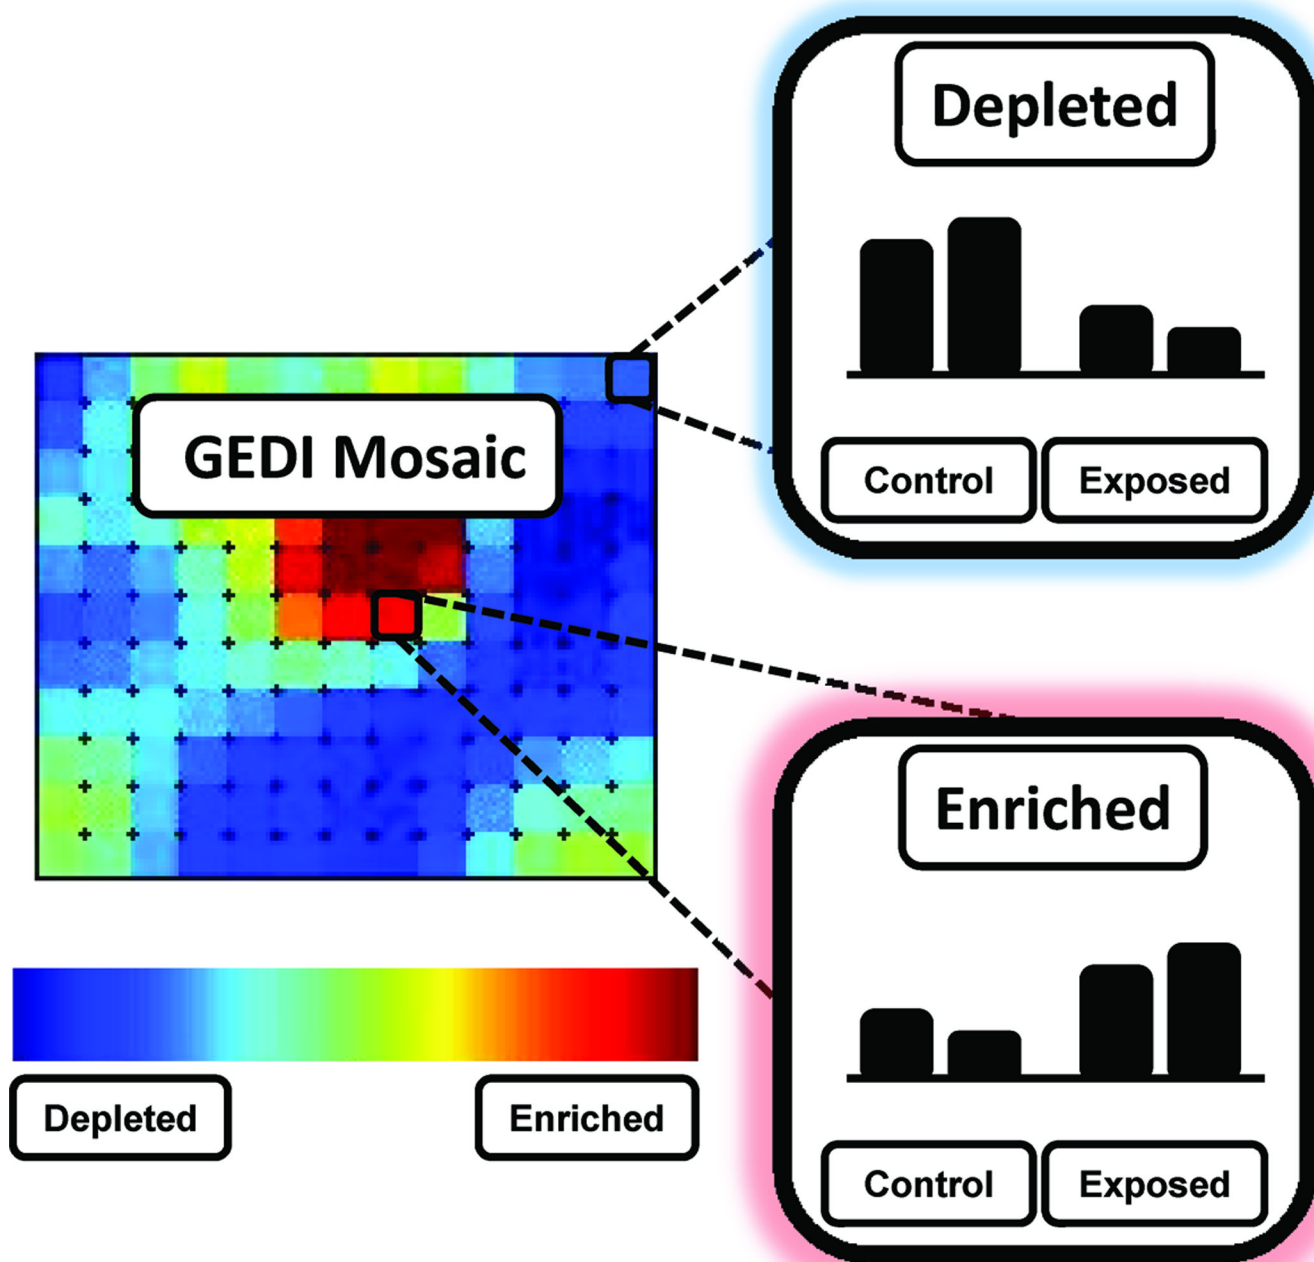 Depleted
Control
Exposed
GEDI Mosaic
Enriched
Control
Exposed
Depleted
Enriched